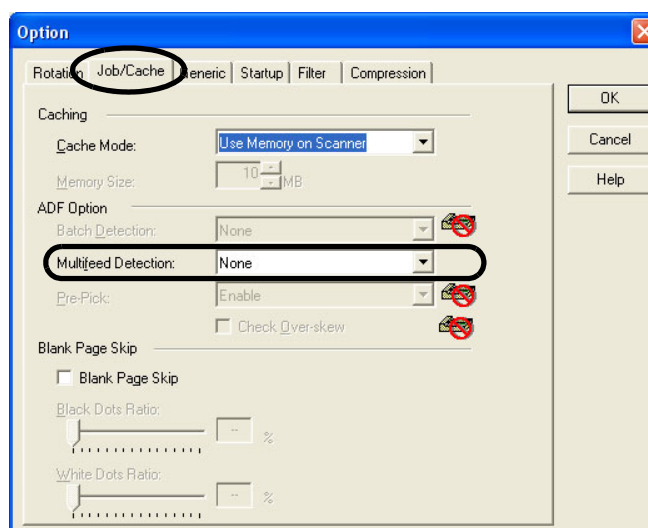 Option
Rotation Job/Cache Generic Startup Filter Compression
OK
Caching
Cache Mode: Use Memory on Scanner
Cancel
Memory Size: 10 MB
Help
ADF Option
Batch Detection: None
Multifeed Detection: None
Pre-Pick: Enable
Check Over-skew
Blank Page Skip
Blank Page Skip
Black Dots Ratio:
-- %
White Dots Ratio:
-- %